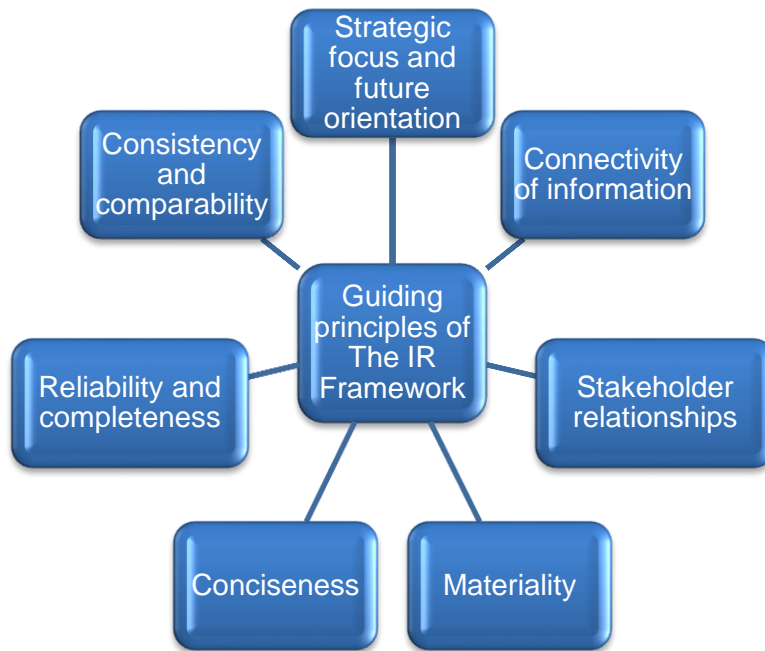 Strategic
focus and
future
orientation
Connectivity
of information
Stakeholder
relationships
Materiality
Conciseness
Reliability and
completeness
Consistency
and
comparability
Guiding
principles of
The IR
Framework